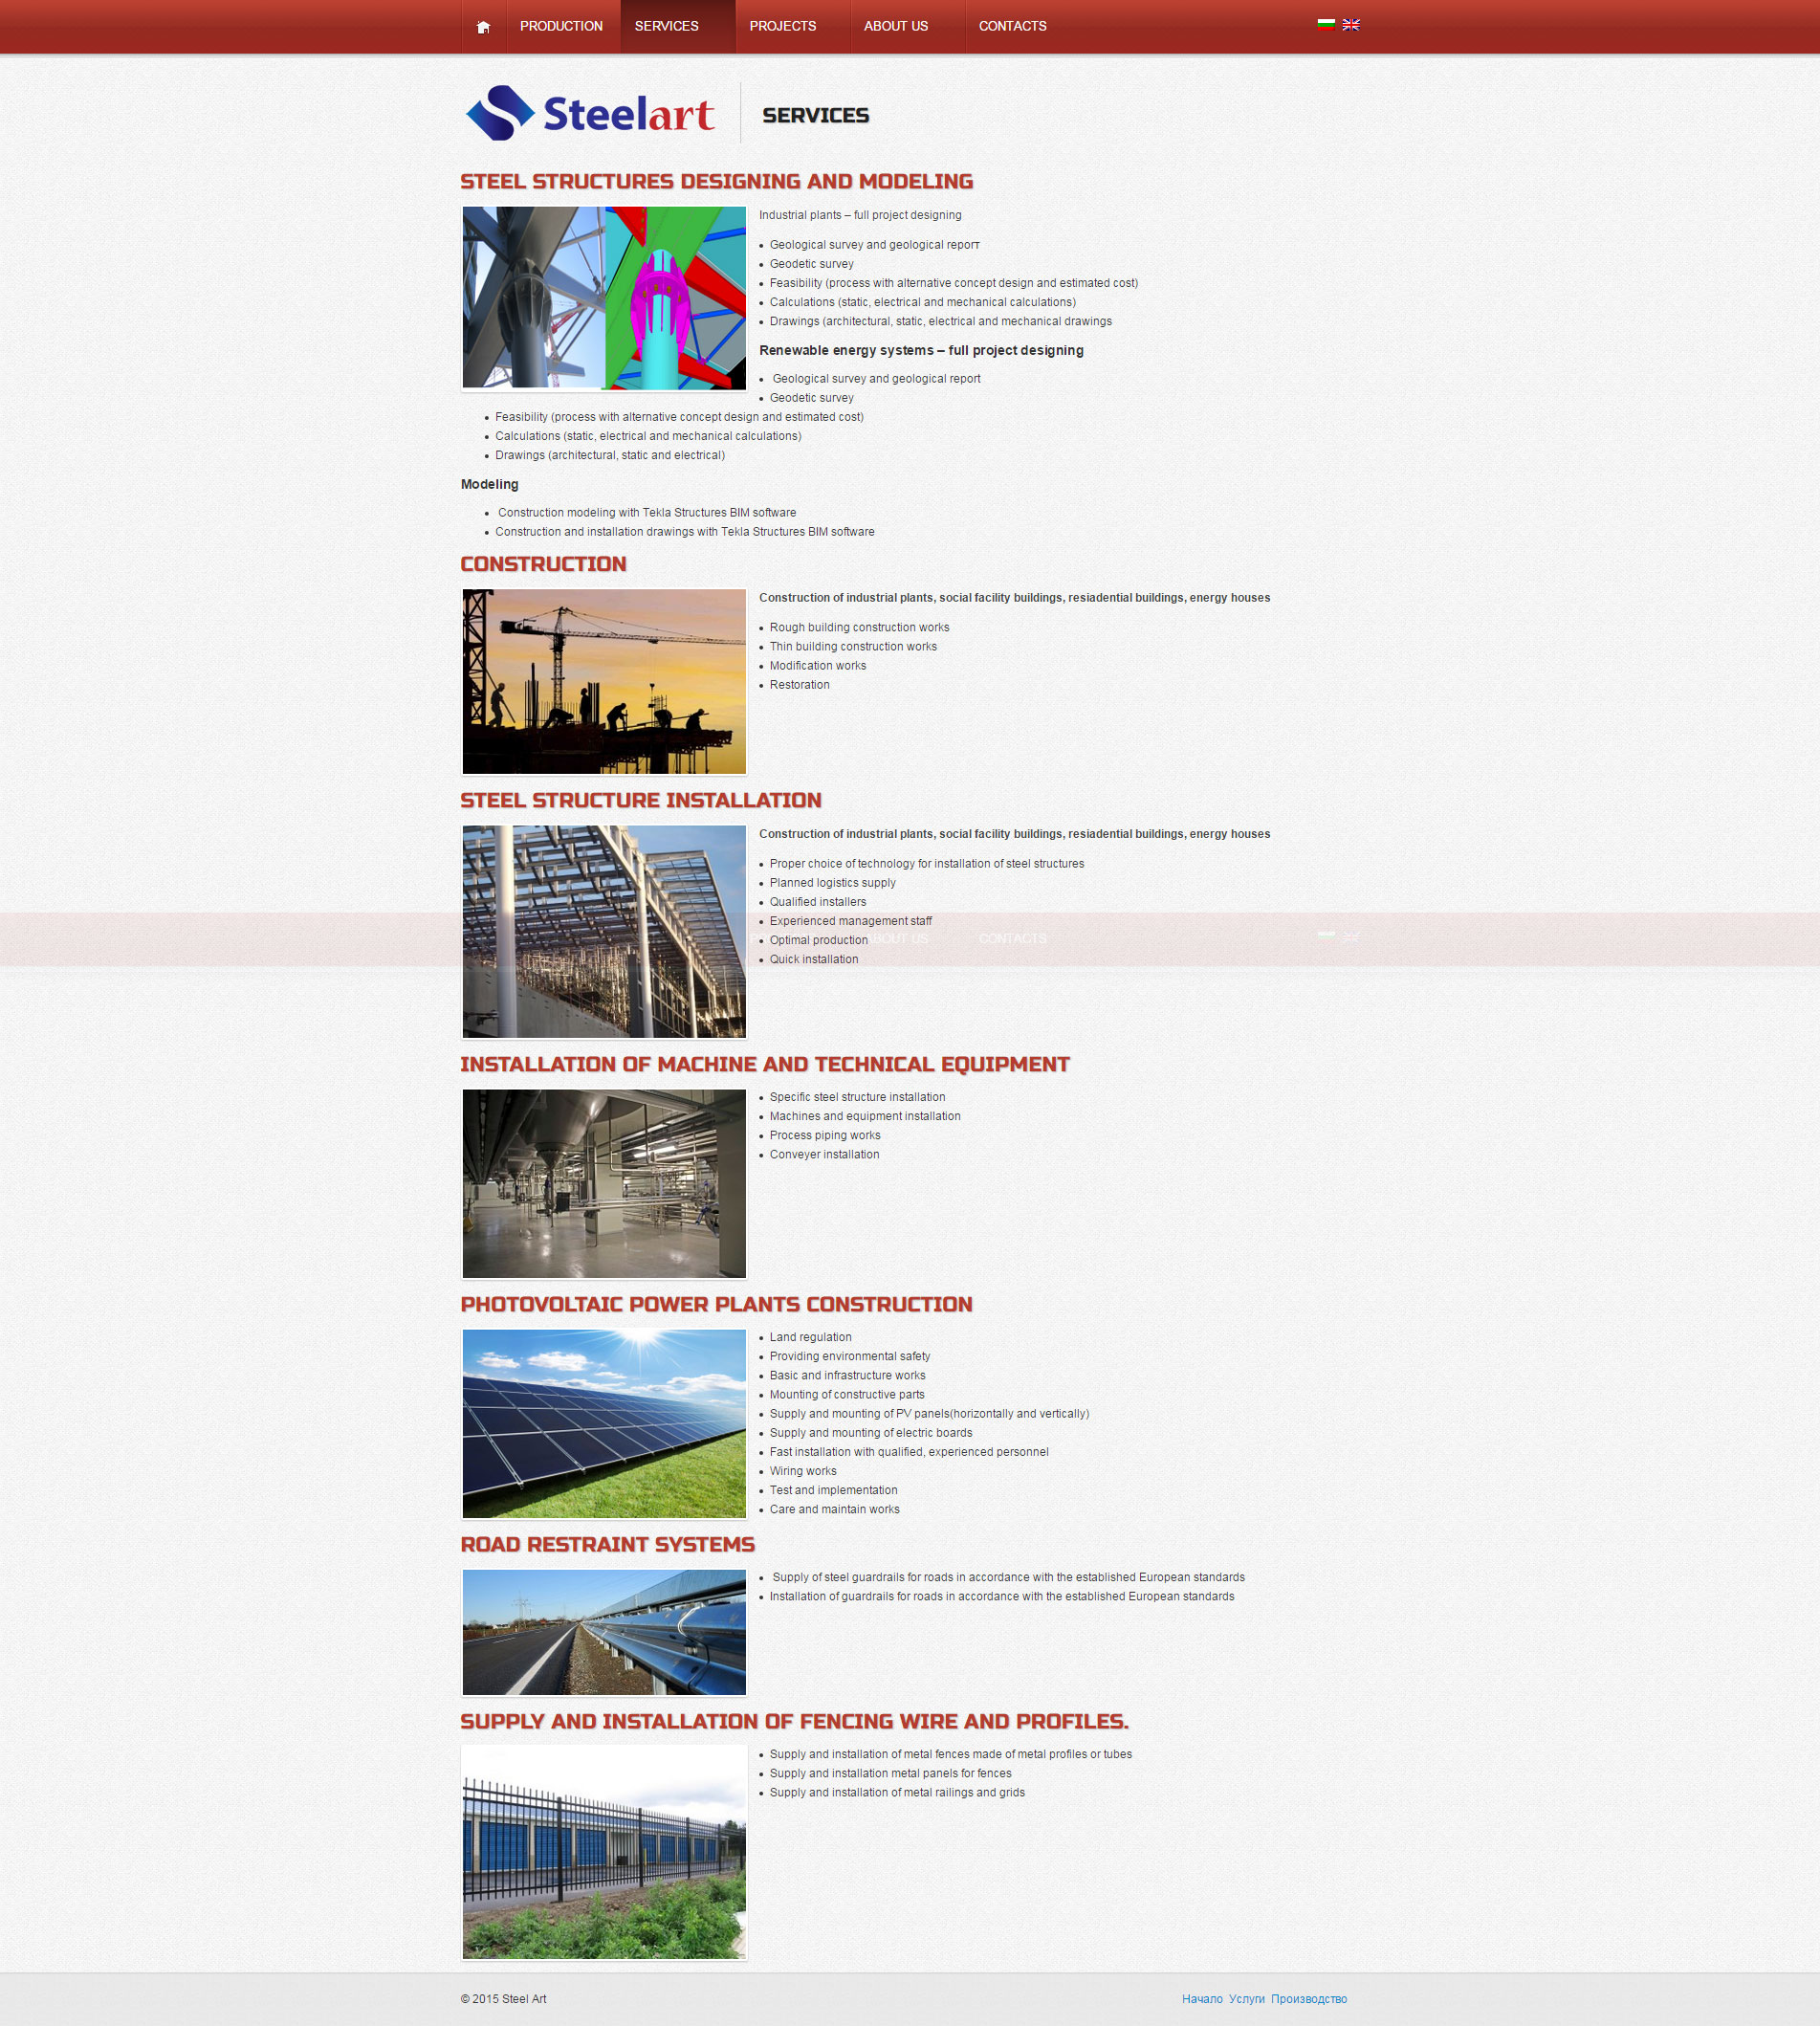 PRODUCTION
SERVICES
PROJECTS
ABOUT US
CONTACTS
Steelart
SERVICES
STEEL STRUCTURES DESIGNING AND MODELING
Industrial plants – full project designing
Geological survey and geological reporт
Geodetic survey
Feasibility (process with alternative concept design and estimated cost)
Calculations (static, electrical and mechanical calculations)
Drawings (architectural, static, electrical and mechanical drawings
Renewable energy systems – full project designing
Geological survey and geological report
Geodetic survey
Feasibility (process with alternative concept design and estimated cost)
Calculations (static, electrical and mechanical calculations)
Drawings (architectural, static and electrical)
Modeling
Construction modeling with Tekla Structures BIM software
Construction and installation drawings with Tekla Structures BIM software
CONSTRUCTION
Construction of industrial plants, social facility buildings, resiadential buildings, energy houses
Rough building construction works
Thin building construction works
Modification works
Restoration
STEEL STRUCTURE INSTALLATION
Construction of industrial plants, social facility buildings, resiadential buildings, energy houses
Proper choice of technology for installation of steel structures
Planned logistics supply
Qualified installers
Experienced management staff
Optimal production
ABOUT US
CONTACTS
Quick installation
INSTALLATION OF MACHINE AND TECHNICAL EQUIPMENT
Specific steel structure installation
Machines and equipment installation
Process piping works
Conveyer installation
PHOTOVOLTAIC POWER PLANTS CONSTRUCTION
Land regulation
Providing environmental safety
Basic and infrastructure works
Mounting of constructive parts
Supply and mounting of PV panels(horizontally and vertically)
Supply and mounting of electric boards
Fast installation with qualified, experienced personnel
Wiring works
Test and implementation
Care and maintain works
ROAD RESTRAINT SYSTEMS
Supply of steel guardrails for roads in accordance with the established European standards
Installation of guardrails for roads in accordance with the established European standards
SUPPLY AND INSTALLATION OF FENCING WIRE AND PROFILES.
Supply and installation of metal fences made of metal profiles or tubes
Supply and installation metal panels for fences
Supply and installation of metal railings and grids
© 2015 Steel Art
Начало Услуги Производство